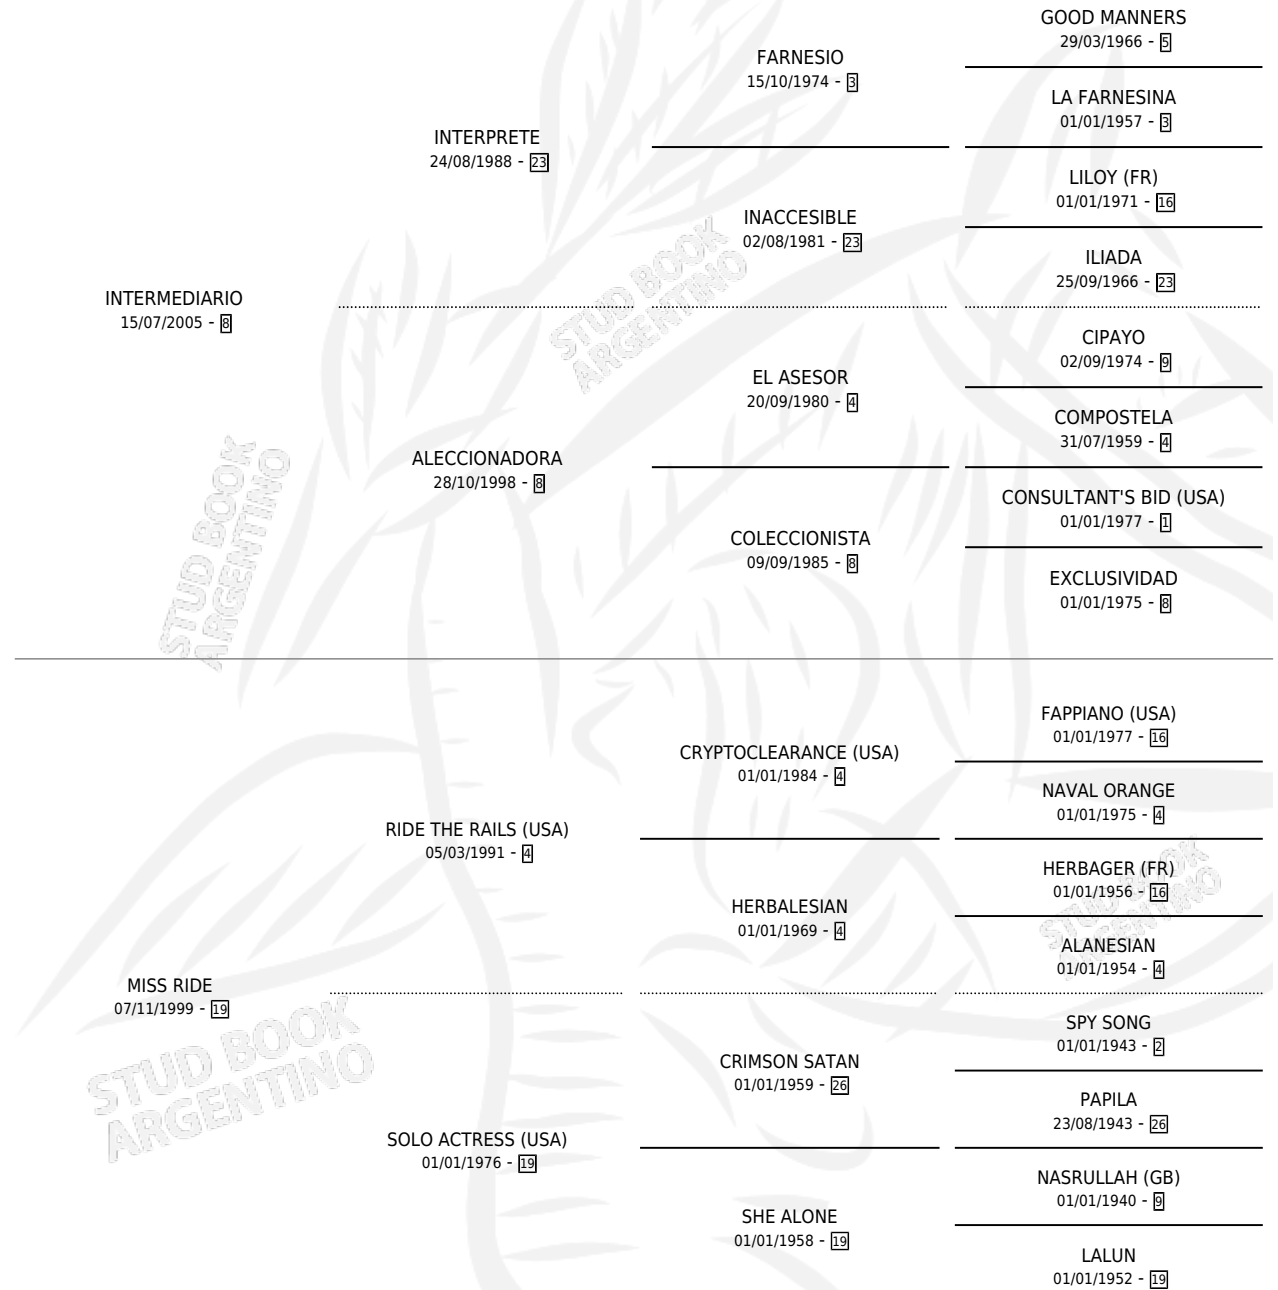 GOOD MANNERS
29/03/1966 - 5
FARNESIO
15/10/1974 - 3
LA FARNESINA
01/01/1957 - 3
INTERPRETE
24/08/1988 - 23
LILOY (FR)
01/01/1971 - 16
INACCESIBLE
02/08/1981 - 23
ILIADA
25/09/1966 - 23
INTERMEDIARIO
15/07/2005 - 8
STUD BOOK
ARGENTINO
CIPAYO
02/09/1974 - 9
EL ASESOR
20/09/1980 - 4
COMPOSTELA
31/07/1959 - 4
ALECCIONADORA
28/10/1998 - 8
CONSULTANT'S BID (USA)
01/01/1977 - 1
COLECCIONISTA
09/09/1985 - 8
EXCLUSIVIDAD
01/01/1975 - 8
STUD BOOK
ARGENTINO
FAPPIANO (USA)
01/01/1977 - 16
CRYPTOCLEARANCE (USA)
01/01/1984 - 4
NAVAL ORANGE
01/01/1975 - 4
RIDE THE RAILS (USA)
05/03/1991 - 4
HERBAGER (FR)
01/01/1956 - 16
HERBALESIAN
01/01/1969 - 4
ALANESIAN
01/01/1954 - 4
STUD BOOK
ARGENTINO
MISS RIDE
07/11/1999 - 19
SPY SONG
01/01/1943 - 2
CRIMSON SATAN
01/01/1959 - 26
PAPILA
23/08/1943 - 26
STUD BOOK
ARGENTINO
SOLO ACTRESS (USA)
01/01/1976 - 19
NASRULLAH (GB)
01/01/1940 - 9
SHE ALONE
01/01/1958 - 19
LALUN
01/01/1952 - 19